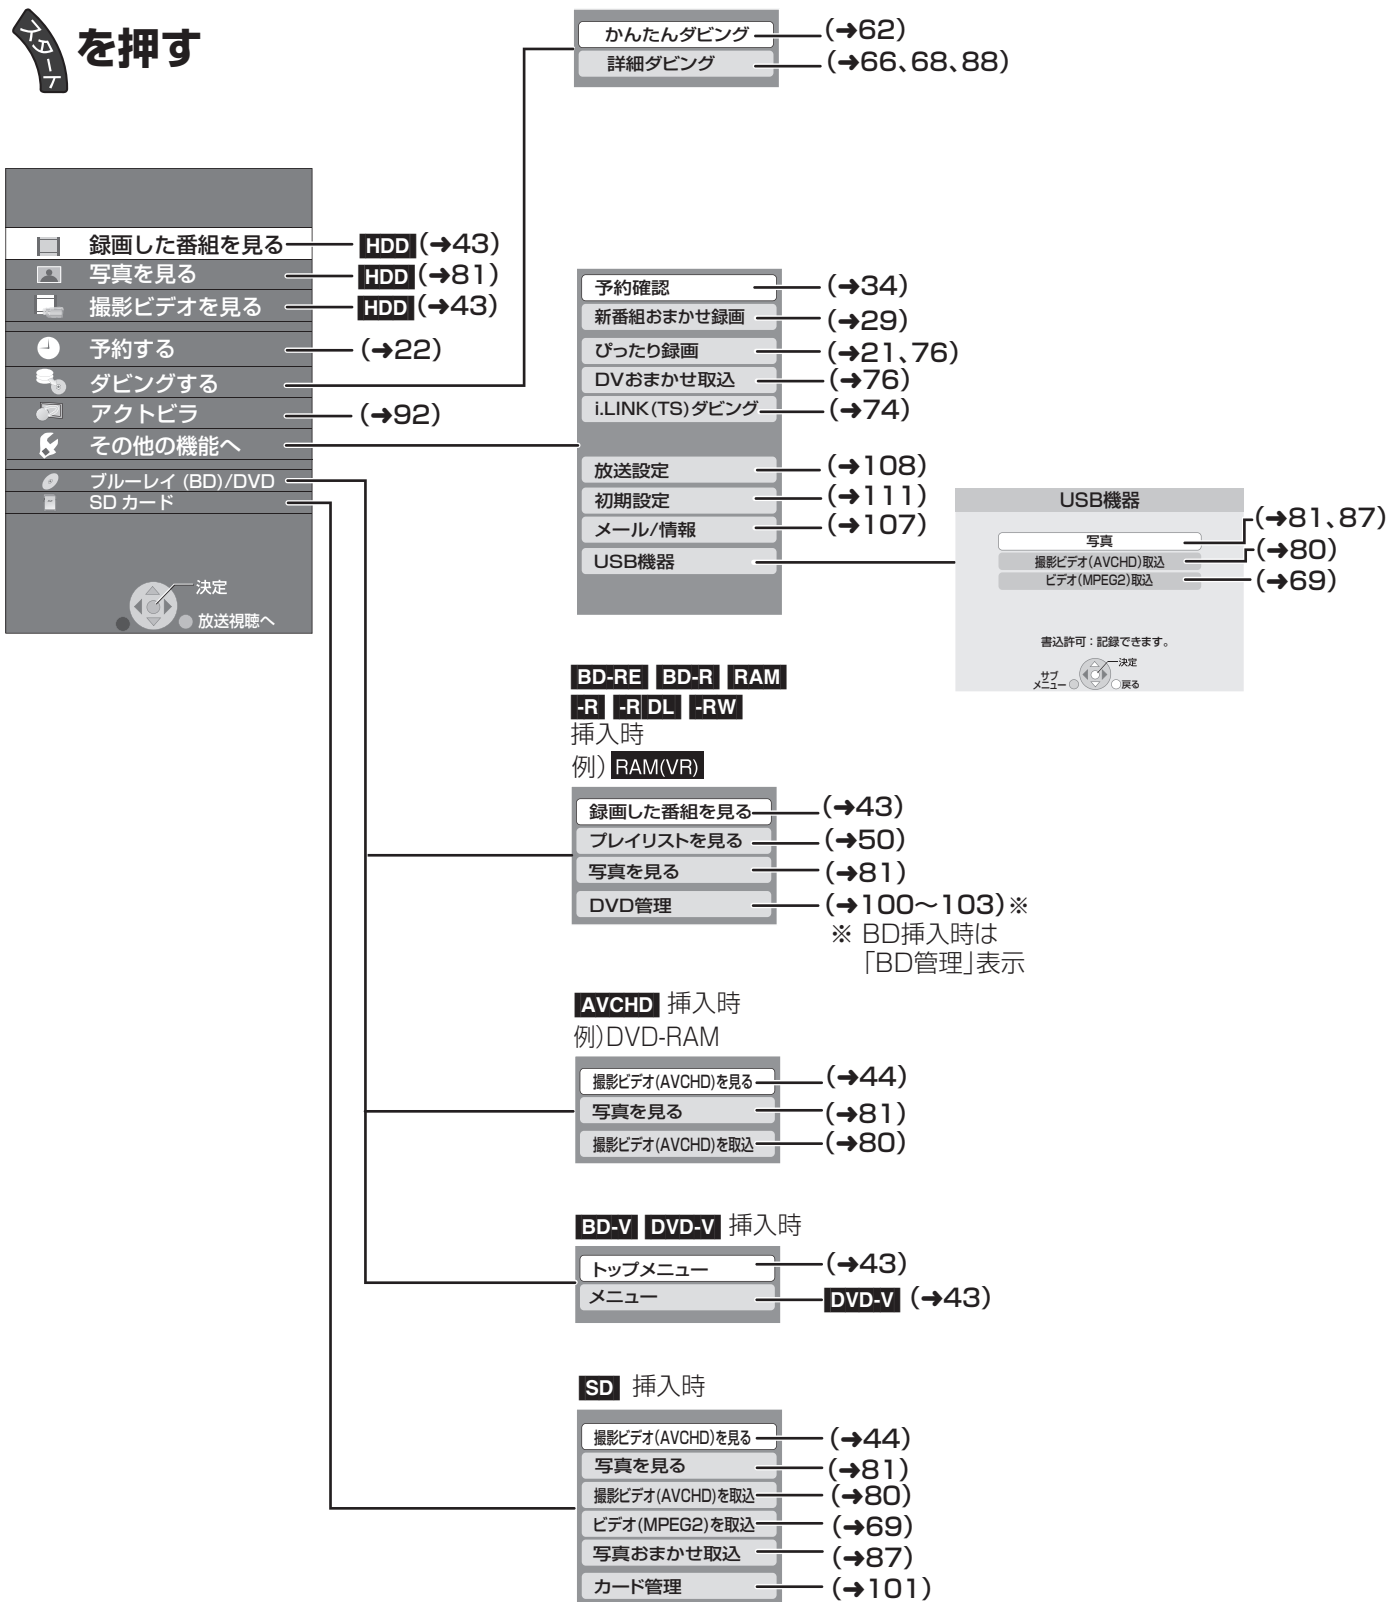 スタート を押す
かんたんダビング (➜62)
詳細ダビング (➜66、68、88)
録画した番組を見る HDD (➜43)
写真を見る HDD (➜81)
撮影ビデオを見る HDD (➜43)
予約する (➜22)
ダビングする
アクトビラ (➜92)
その他の機能へ
ブルーレイ (BD)/DVD
SD カード
決定
放送視聴へ
予約確認 (➜34)
新番組おまかせ録画 (➜29)
ぴったり録画 (➜21、76)
DVおまかせ取込 (➜76)
i.LINK(TS)ダビング (➜74)
放送設定 (➜108)
初期設定 (➜111)
メール/情報 (➜107)
USB機器
USB機器
写真 (➜81、87)
撮影ビデオ(AVCHD)取込 (➜80)
ビデオ(MPEG2)取込 (➜69)
書込許可：記録できます。
決定
サブ
メニュー 戻る
BD-RE BD-R RAM
-R -R DL -RW
挿入時
例) RAM(VR)
録画した番組を見る (➜43)
プレイリストを見る (➜50)
写真を見る (➜81)
DVD管理 (➜100～103)※
※ BD挿入時は
「BD管理」表示
AVCHD 挿入時
例)DVD-RAM
撮影ビデオ(AVCHD)を見る (➜44)
写真を見る (➜81)
撮影ビデオ(AVCHD)を取込 (➜80)
BD-V DVD-V 挿入時
トップメニュー (➜43)
メニュー DVD-V (➜43)
SD 挿入時
撮影ビデオ(AVCHD)を見る (➜44)
写真を見る (➜81)
撮影ビデオ(AVCHD)を取込 (➜80)
ビデオ(MPEG2)を取込 (➜69)
写真おまかせ取込 (➜87)
カード管理 (➜101)